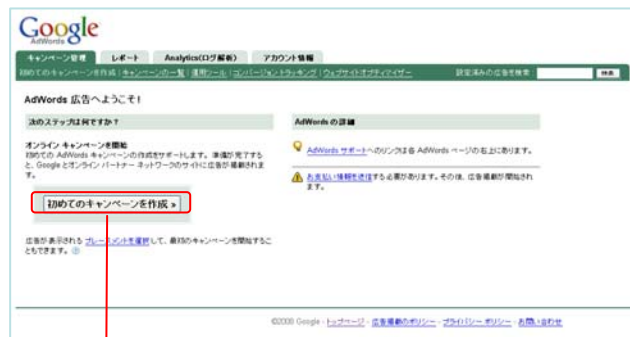 Google
AdWords
キャンペーン管理 レポート Analytics(ログ解析) アカウント情報
初めてのキャンペーンを作成 | キャンペーンの一覧 | 運用ツール | コンバージョン トラッキング | ウェブサイトオプティマイザー 設定済みの広告を検索 検索
AdWords 広告へようこそ!
次のステップは何ですか?
オンライン キャンペーンを開始
初めての AdWords キャンペーンの作成をサポートします。準備が完了する
と、Google とオンライン パートナー ネットワークのサイトに広告が掲載されま
す。
初めてのキャンペーンを作成 »
広告が表示される プレースメントを選択して、最初のキャンペーンを開始するこ
ともできます。
AdWords の詳細
AdWords サポートへのリンクは各 AdWords ページの右上にあります。
お支払い情報を送信する必要があります。その後、広告掲載が開始され
ます。
©2008 Google - トップページ - 広告掲載のポリシー - プライバシー ポリシー - お問い合わせ